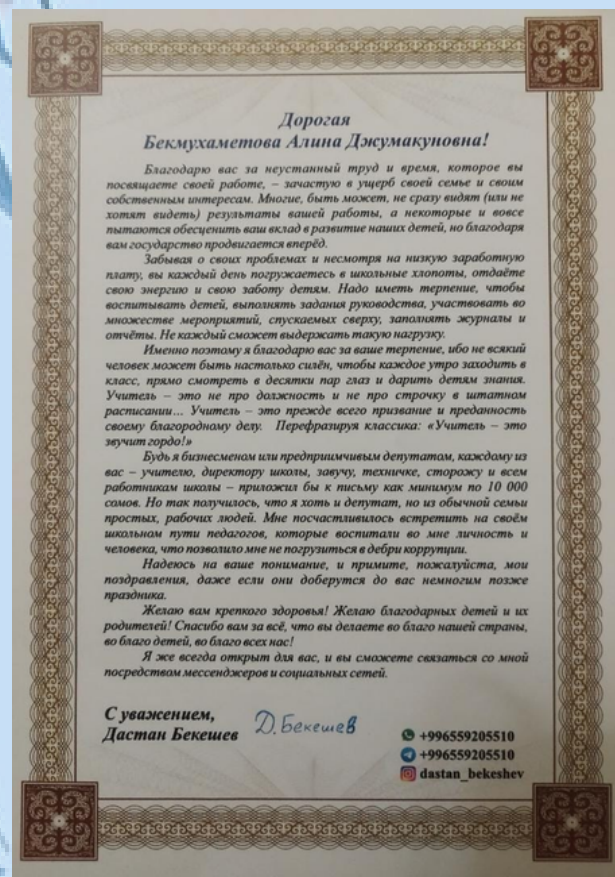 Дорогая
Бекмухаметова Алина Джумакуновна!
Благодарю вас за неустанный труд и время, которое вы
посвящаете своей работе, – зачастую в ущерб своей семье и своим
собственным интересам. Многие, быть может, не сразу видят (или не
хотят видеть) результаты вашей работы, а некоторые и вовсе
пытаются обесценить ваш вклад в развитие наших детей, но благодаря
вам государство продвигается вперёд.
Забывая о своих проблемах и несмотря на низкую заработную
плату, вы каждый день погружаетесь в школьные хлопоты, отдаёте
свою энергию и свою заботу детям. Надо иметь терпение, чтобы
воспитывать детей, выполнять задания руководства, участвовать во
множестве мероприятий, спускаемых сверху, заполнять журналы и
отчёты. Не каждый сможет выдержать такую нагрузку.
Именно поэтому я благодарю вас за ваше терпение, ибо не всякий
человек может быть настолько силён, чтобы каждое утро заходить в
класс, прямо смотреть в десятки пар глаз и дарить детям знания.
Учитель – это не про должность и не про строчку в штатном
расписании... Учитель – это прежде всего призвание и преданность
своему благородному делу. Перефразируя классика: «Учитель – это
звучит гордо!»
Будь я бизнесменом или предприимчивым депутатом, каждому из
вас – учителю, директору школы, завучу, техничке, сторожу и всем
работникам школы – приложил бы к письму как минимум по 10 000
сомов. Но так получилось, что я хоть и депутат, но из обычной семьи
простых, рабочих людей. Мне посчастливилось встретить на своём
школьном пути педагогов, которые воспитали во мне личность и
человека, что позволило мне не погрузиться в дебри коррупции.
Надеюсь на ваше понимание, и примите, пожалуйста, мои
поздравления, даже если они доберутся до вас немногим позже
праздника.
Желаю вам крепкого здоровья! Желаю благодарных детей и их
родителей! Спасибо вам за всё, что вы делаете во благо нашей страны,
во благо детей, во благо всех нас!
Я же всегда открыт для вас, и вы сможете связаться со мной
посредством мессенджеров и социальных сетей.
С уважением,
Дастан Бекешев Д. Бекешев
+996559205510
+996559205510
dastan_bekeshev